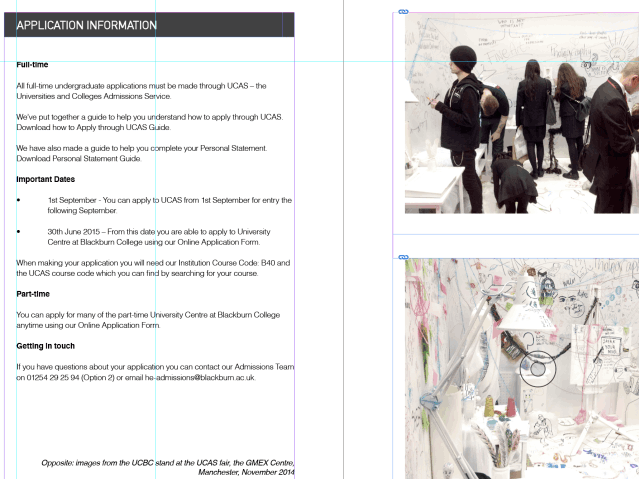 APPLICATION INFORMATION
Full-time
All full-time undergraduate applications must be made through UCAS – the
Universities and Colleges Admissions Service.
We've put together a guide to help you understand how to apply through UCAS.
Download how to Apply through UCAS Guide.
We have also made a guide to help you complete your Personal Statement.
Download Personal Statement Guide.
Important Dates
• 1st September - You can apply to UCAS from 1st September for entry the
following September.
• 30th June 2015 – From this date you are able to apply to University
Centre at Blackburn College using our Online Application Form.
When making your application you will need our Institution Course Code: B40 and
the UCAS course code which you can find by searching for your course.
Part-time
You can apply for many of the part-time University Centre at Blackburn College
anytime using our Online Application Form.
Getting in touch
If you have questions about your application you can contact our Admissions Team
on 01254 29 25 94 (Option 2) or email he-admissions@blackburn.ac.uk.
Opposite: images from the UCBC stand at the UCAS fair, the GMEX Centre,
Manchester, November 2014